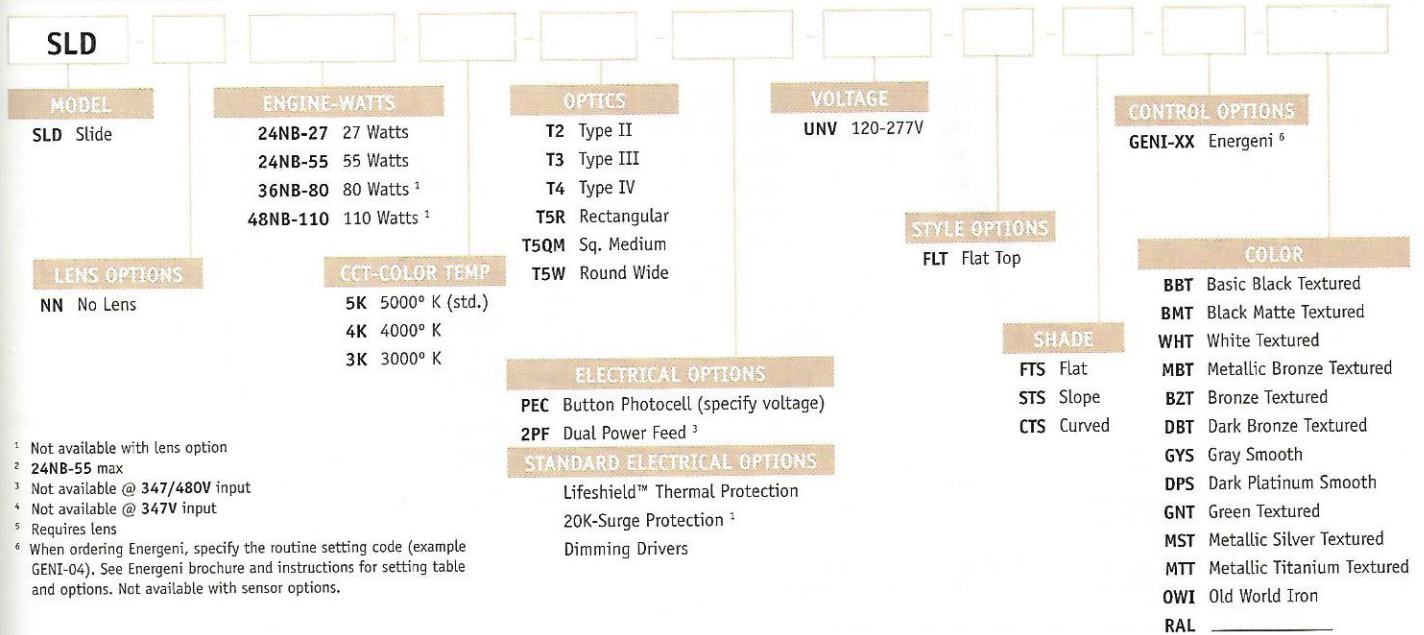 SLD
MODEL
SLD Slide
LENS OPTIONS
NN No Lens
ENGINE-WATTS
24NB-27 27 Watts
24NB-55 55 Watts
36NB-80 80 Watts ¹
48NB-110 110 Watts ¹
CCT-COLOR TEMP
5K 5000° K (std.)
4K 4000° K
3K 3000° K
OPTICS
T2 Type II
T3 Type III
T4 Type IV
T5R Rectangular
T5QM Sq. Medium
T5W Round Wide
ELECTRICAL OPTIONS
PEC Button Photocell (specify voltage)
2PF Dual Power Feed ³
STANDARD ELECTRICAL OPTIONS
Lifeshield™ Thermal Protection
20K-Surge Protection ¹
Dimming Drivers
VOLTAGE
UNV 120-277V
STYLE OPTIONS
FLT Flat Top
SHADE
FTS Flat
STS Slope
CTS Curved
CONTROL OPTIONS
GENI-XX Energeni ⁶
COLOR
BBT Basic Black Textured
BMT Black Matte Textured
WHT White Textured
MBT Metallic Bronze Textured
BZT Bronze Textured
DBT Dark Bronze Textured
GYS Gray Smooth
DPS Dark Platinum Smooth
GNT Green Textured
MST Metallic Silver Textured
MTT Metallic Titanium Textured
OWI Old World Iron
RAL
¹ Not available with lens option
² 24NB-55 max
³ Not available @ 347/480V input
⁴ Not available @ 347V input
⁵ Requires lens
⁶ When ordering Energeni, specify the routine setting code (example
GENI-04). See Energeni brochure and instructions for setting table
and options. Not available with sensor options.